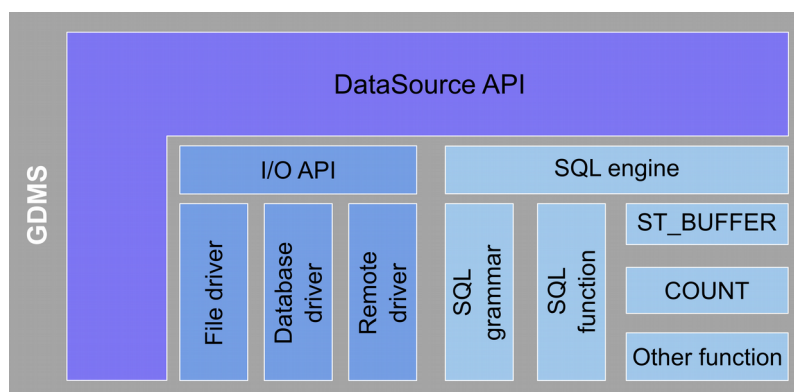 GDMS
DataSource API
I/O API
SQL engine
File driver
Database
driver
Remote
driver
SQL
grammar
SQL
function
ST_BUFFER
COUNT
Other function